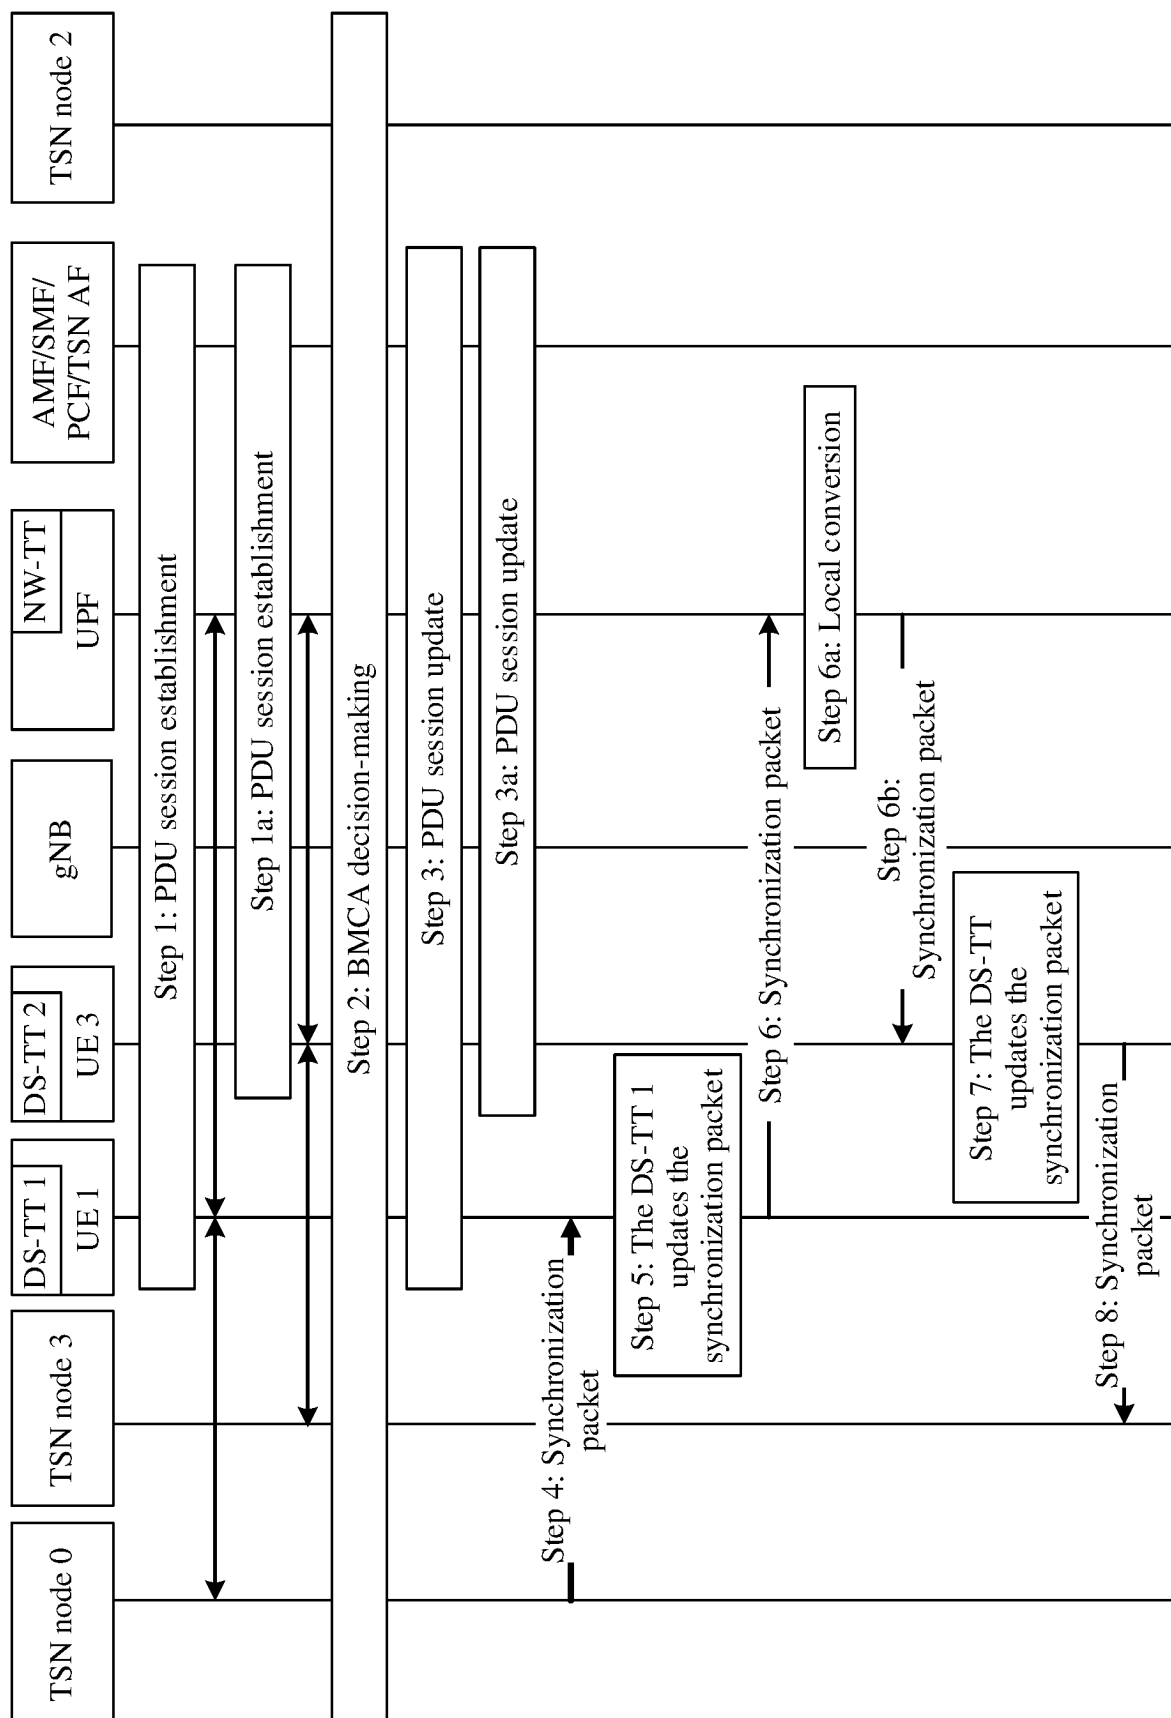 TSN node 0
TSN node 3
DS-TT 1
UE 1
DS-TT 2
UE 3
gNB
NW-TT
UPF
AMF/SMF/
PCF/TSN AF
TSN node 2
Step 1: PDU session establishment
Step 1a: PDU session establishment
Step 2: BMCA decision-making
Step 3: PDU session update
Step 3a: PDU session update
Step 4: Synchronization
packet
Step 5: The DS-TT 1
updates the
synchronization packet
Step 6: Synchronization packet
Step 6a: Local conversion
Step 6b:
Synchronization packet
Step 7: The DS-TT
updates the
synchronization packet
Step 8: Synchronization
packet